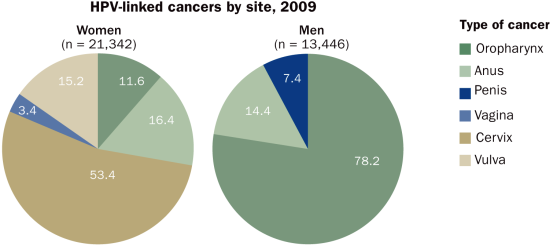 HPV-linked cancers by site, 2009
Women
(n = 21,342)
11.6
16.4
53.4
3.4
15.2
Men
(n = 13,446)
7.4
14.4
78.2
Type of cancer
Oropharynx
Anus
Penis
Vagina
Cervix
Vulva